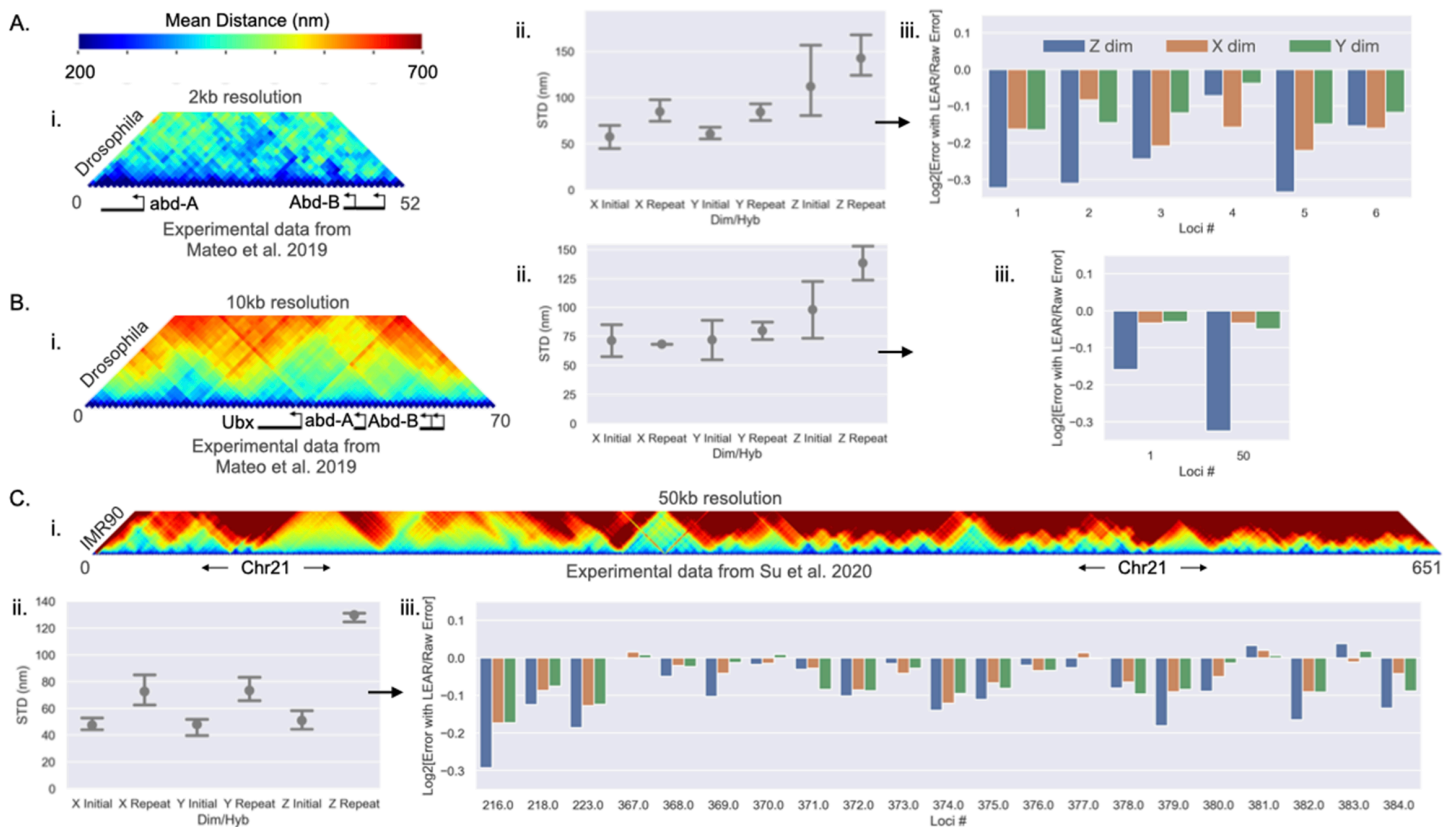 A.
Mean Distance (nm)
200
700
2kb resolution
i.
Drosophila
0
abd-A
Abd-B
52
Experimental data from
Mateo et al. 2019
ii.
STD (nm)
150
100
50
0
X Initial
X Repeat
Y Initial
Y Repeat
Z Initial
Z Repeat
Dim/Hyb
iii.
Log2[Error with LEAR/Raw Error]
0.1
0.0
−0.1
−0.2
−0.3
Z dim
X dim
Y dim
1
2
3
4
5
6
Loci #
B.
10kb resolution
i.
Drosophila
0
Ubx
abd-A
Abd-B
70
Experimental data from
Mateo et al. 2019
ii.
STD (nm)
150
125
100
75
50
25
0
X Initial
X Repeat
Y Initial
Y Repeat
Z Initial
Z Repeat
Dim/Hyb
iii.
Log2[Error with LEAR/Raw Error]
0.1
0.0
−0.1
−0.2
−0.3
1
50
Loci #
C.
50kb resolution
i.
IMR90
0
Chr21
Experimental data from Su et al. 2020
Chr21
651
ii.
STD (nm)
140
120
100
80
60
40
20
0
X Initial
X Repeat
Y Initial
Y Repeat
Z Initial
Z Repeat
Dim/Hyb
iii.
Log2[Error with LEAR/Raw Error]
0.1
0.0
−0.1
−0.2
−0.3
216.0
218.0
223.0
367.0
368.0
369.0
370.0
371.0
372.0
373.0
374.0
375.0
376.0
377.0
378.0
379.0
380.0
381.0
382.0
383.0
384.0
Loci #